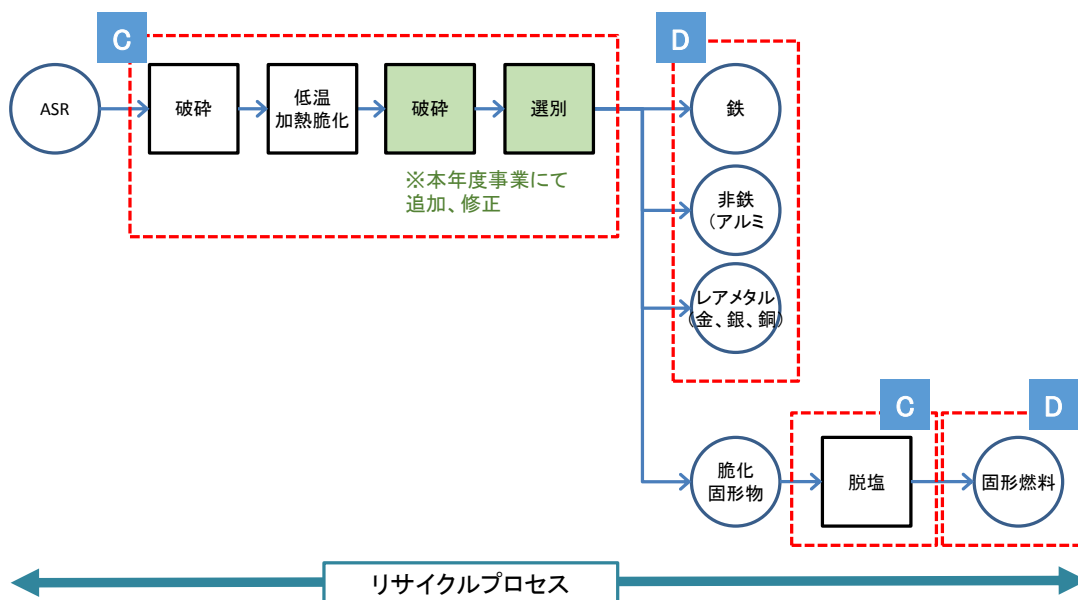 C
D
ASR
破砕
低温
加熱脆化
破砕
選別
鉄
※本年度事業にて
追加、修正
非鉄
(アルミ
レアメタル
(金、銀、銅)
C
D
脆化
固形物
脱塩
固形燃料
リサイクルプロセス